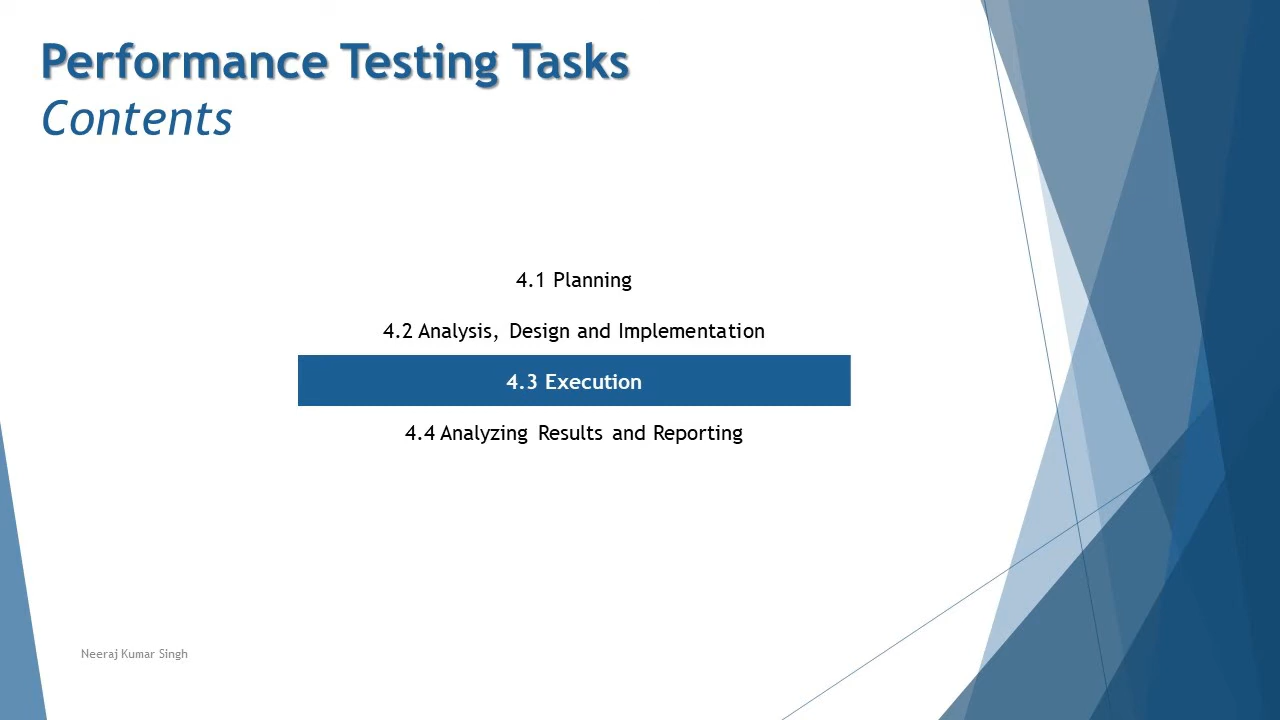 Performance Testing Tasks
Contents
4.1 Planning
4.2 Analysis, Design and Implementation
4.3 Execution
4.4 Analyzing Results and Reporting
Neeraj Kumar Singh